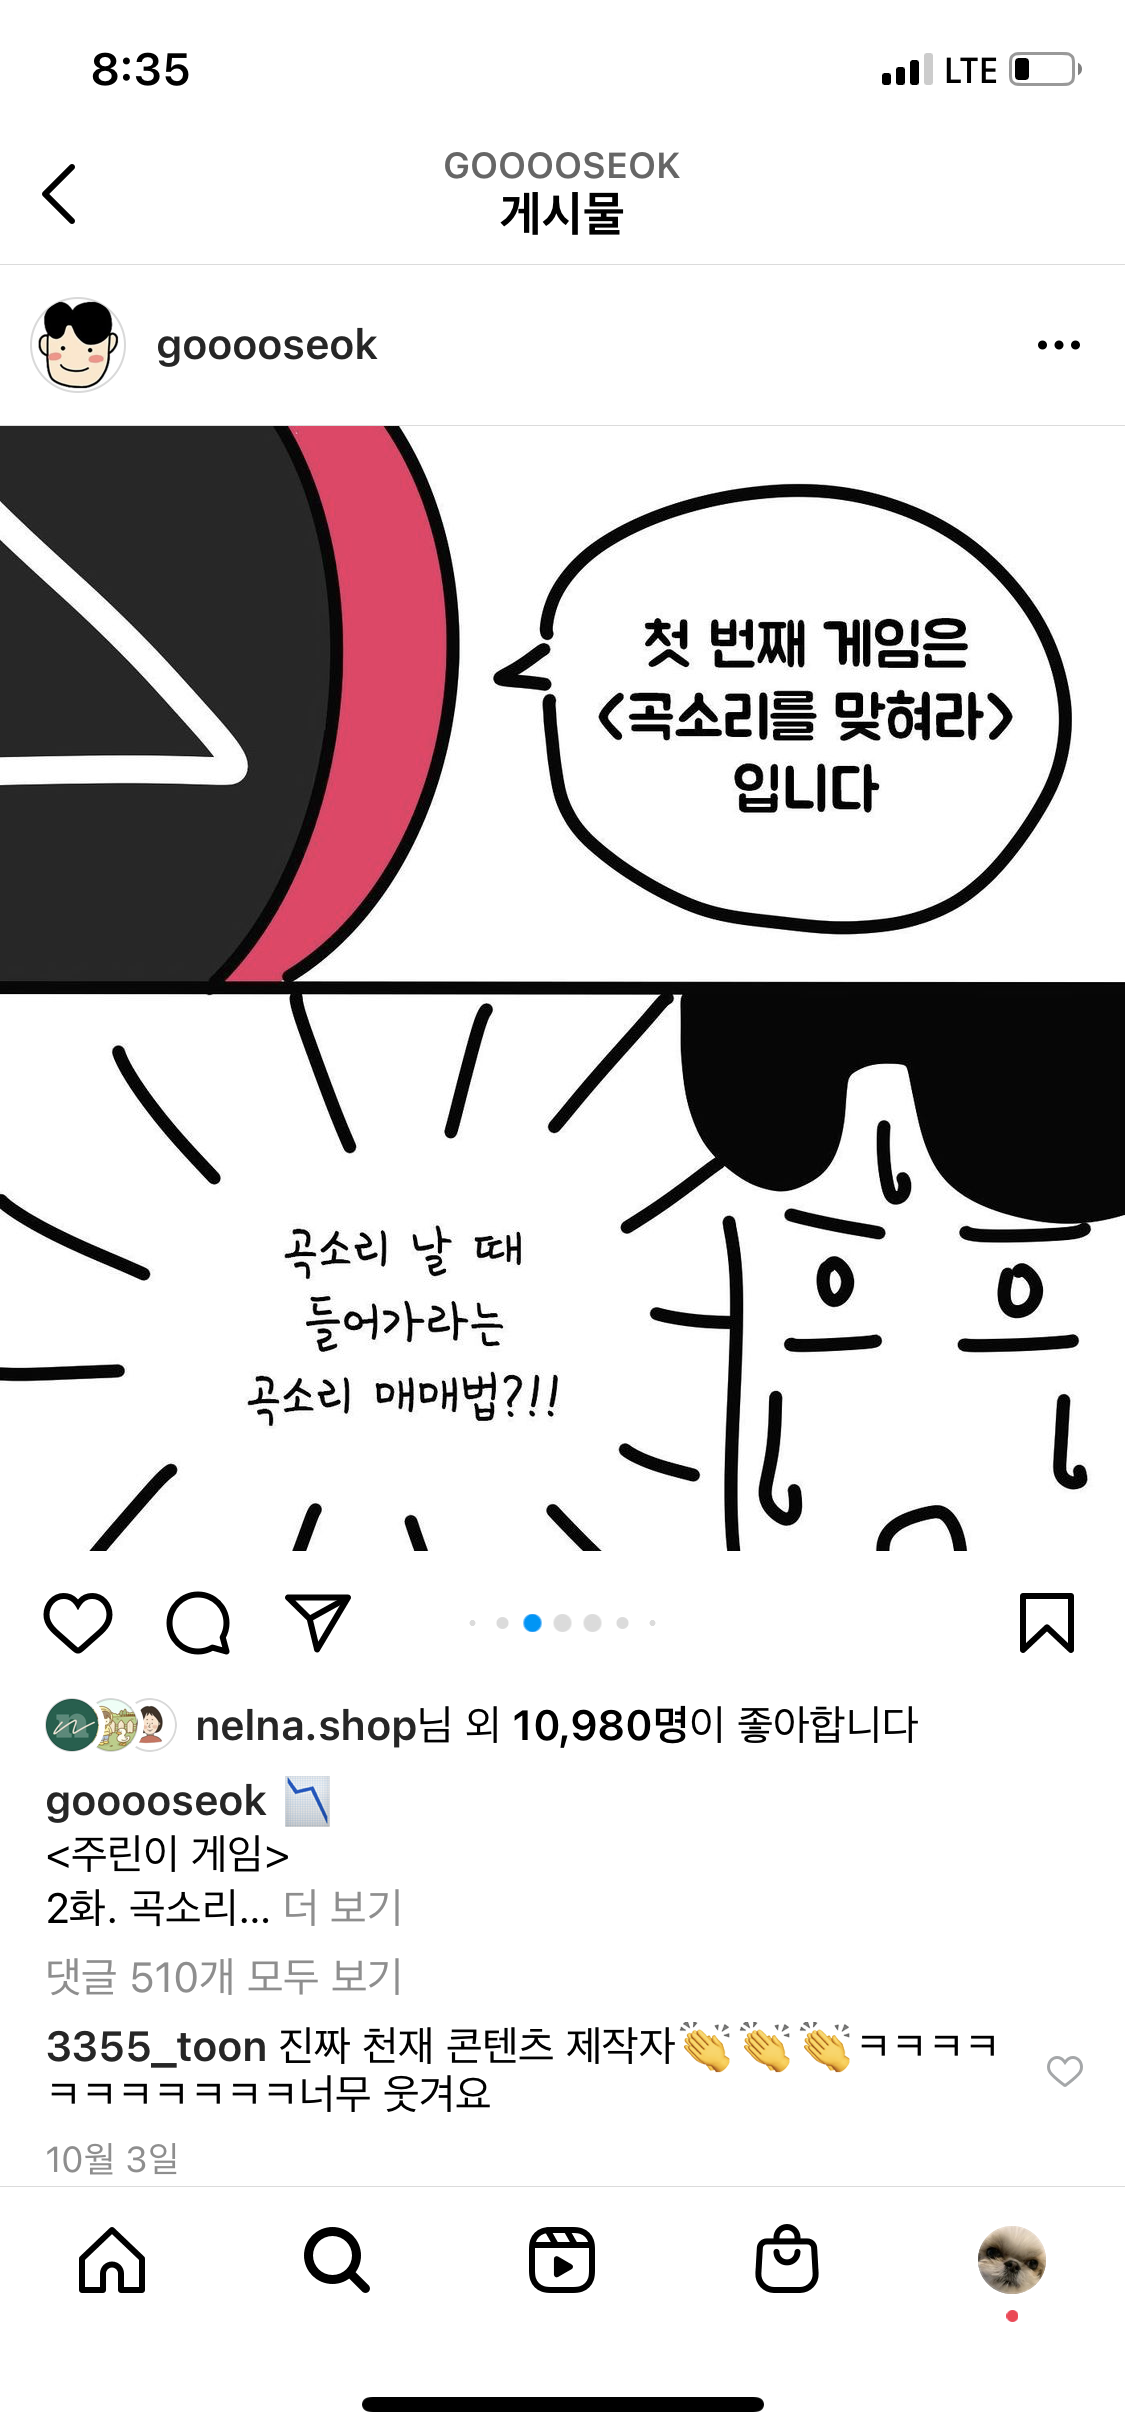 8:35
LTE
GOOOOSEOK
게시물
gooooseok
첫 번째 게임은
<곡소리를 맞혀라>
입니다
곡소리 날 때
들어가라는
곡소리 매매법?!!
nelna.shop님 외 10,980명이 좋아합니다
gooooseok 📉
<주린이 게임>
2화. 곡소리... 더 보기
댓글 510개 모두 보기
3355_toon 진짜 천재 콘텐츠 제작자👏👏👏ㅋㅋㅋㅋ
ㅋㅋㅋㅋㅋㅋㅋ너무 웃겨요
10월 3일